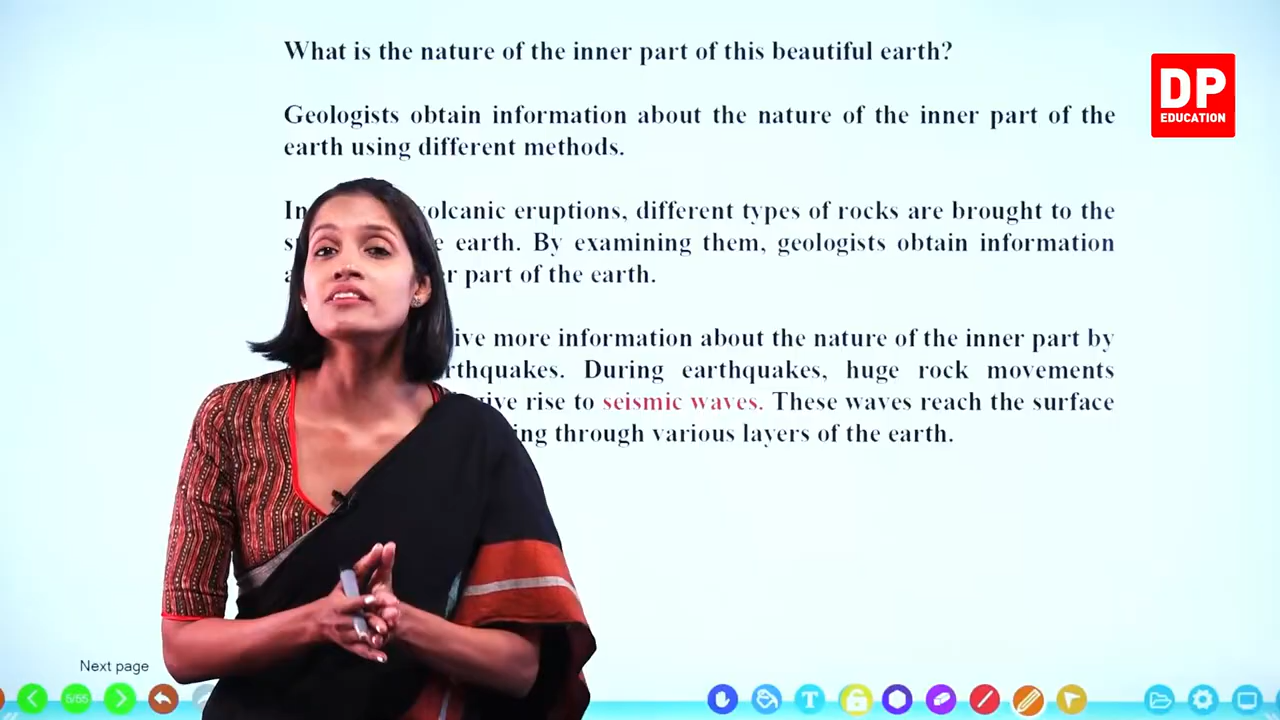 What is the nature of the inner part of this beautiful earth?
DP
EDUCATION
Geologists obtain information about the nature of the inner part of the
earth using different methods.
In volcanic eruptions, different types of rocks are brought to the
earth. By examining them, geologists obtain information
part of the earth.
more information about the nature of the inner part by
During earthquakes, huge rock movements
give rise to seismic waves. These waves reach the surface
through various layers of the earth.
Next page
5/55
T